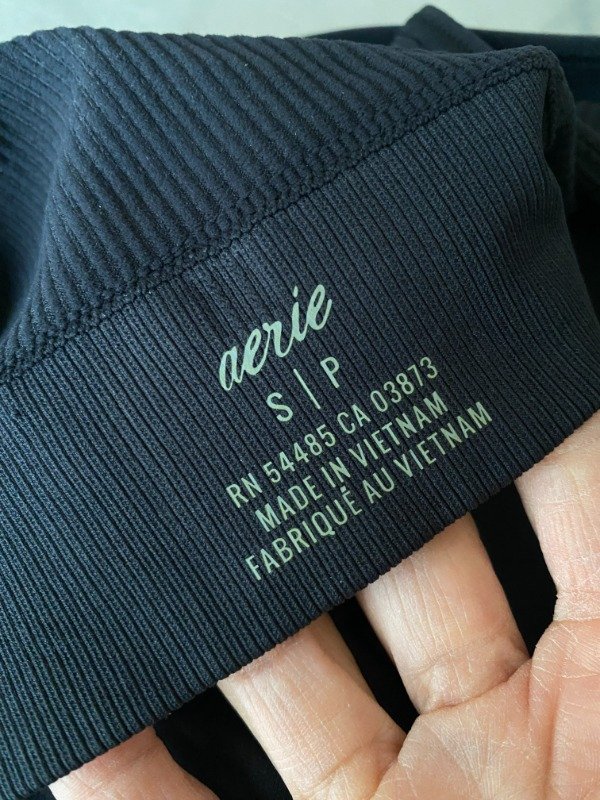 aerie
S | P
RN 54485 CA 03873
MADE IN VIETNAM
FABRIQUÉ AU VIETNAM